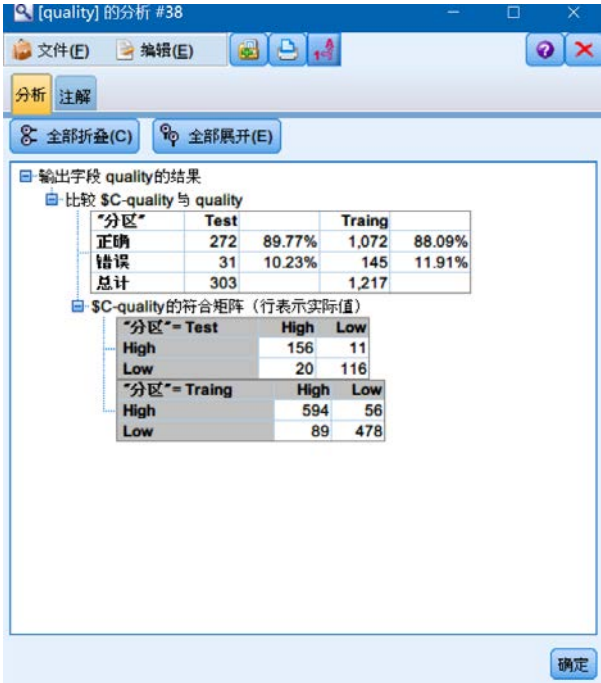 [quality] 的分析 #38
文件(F) 编辑(E)
分析 注解
全部折叠(C) 全部展开(E)
输出字段 quality的结果
比较 $C-quality 与 quality
"分区" Test Traing
正确 272 89.77% 1,072 88.09%
错误 31 10.23% 145 11.91%
总计 303 1,217
$C-quality的符合矩阵（行表示实际值）
"分区"= Test High Low
High 156 11
Low 20 116
"分区"= Traing High Low
High 594 56
Low 89 478
确定